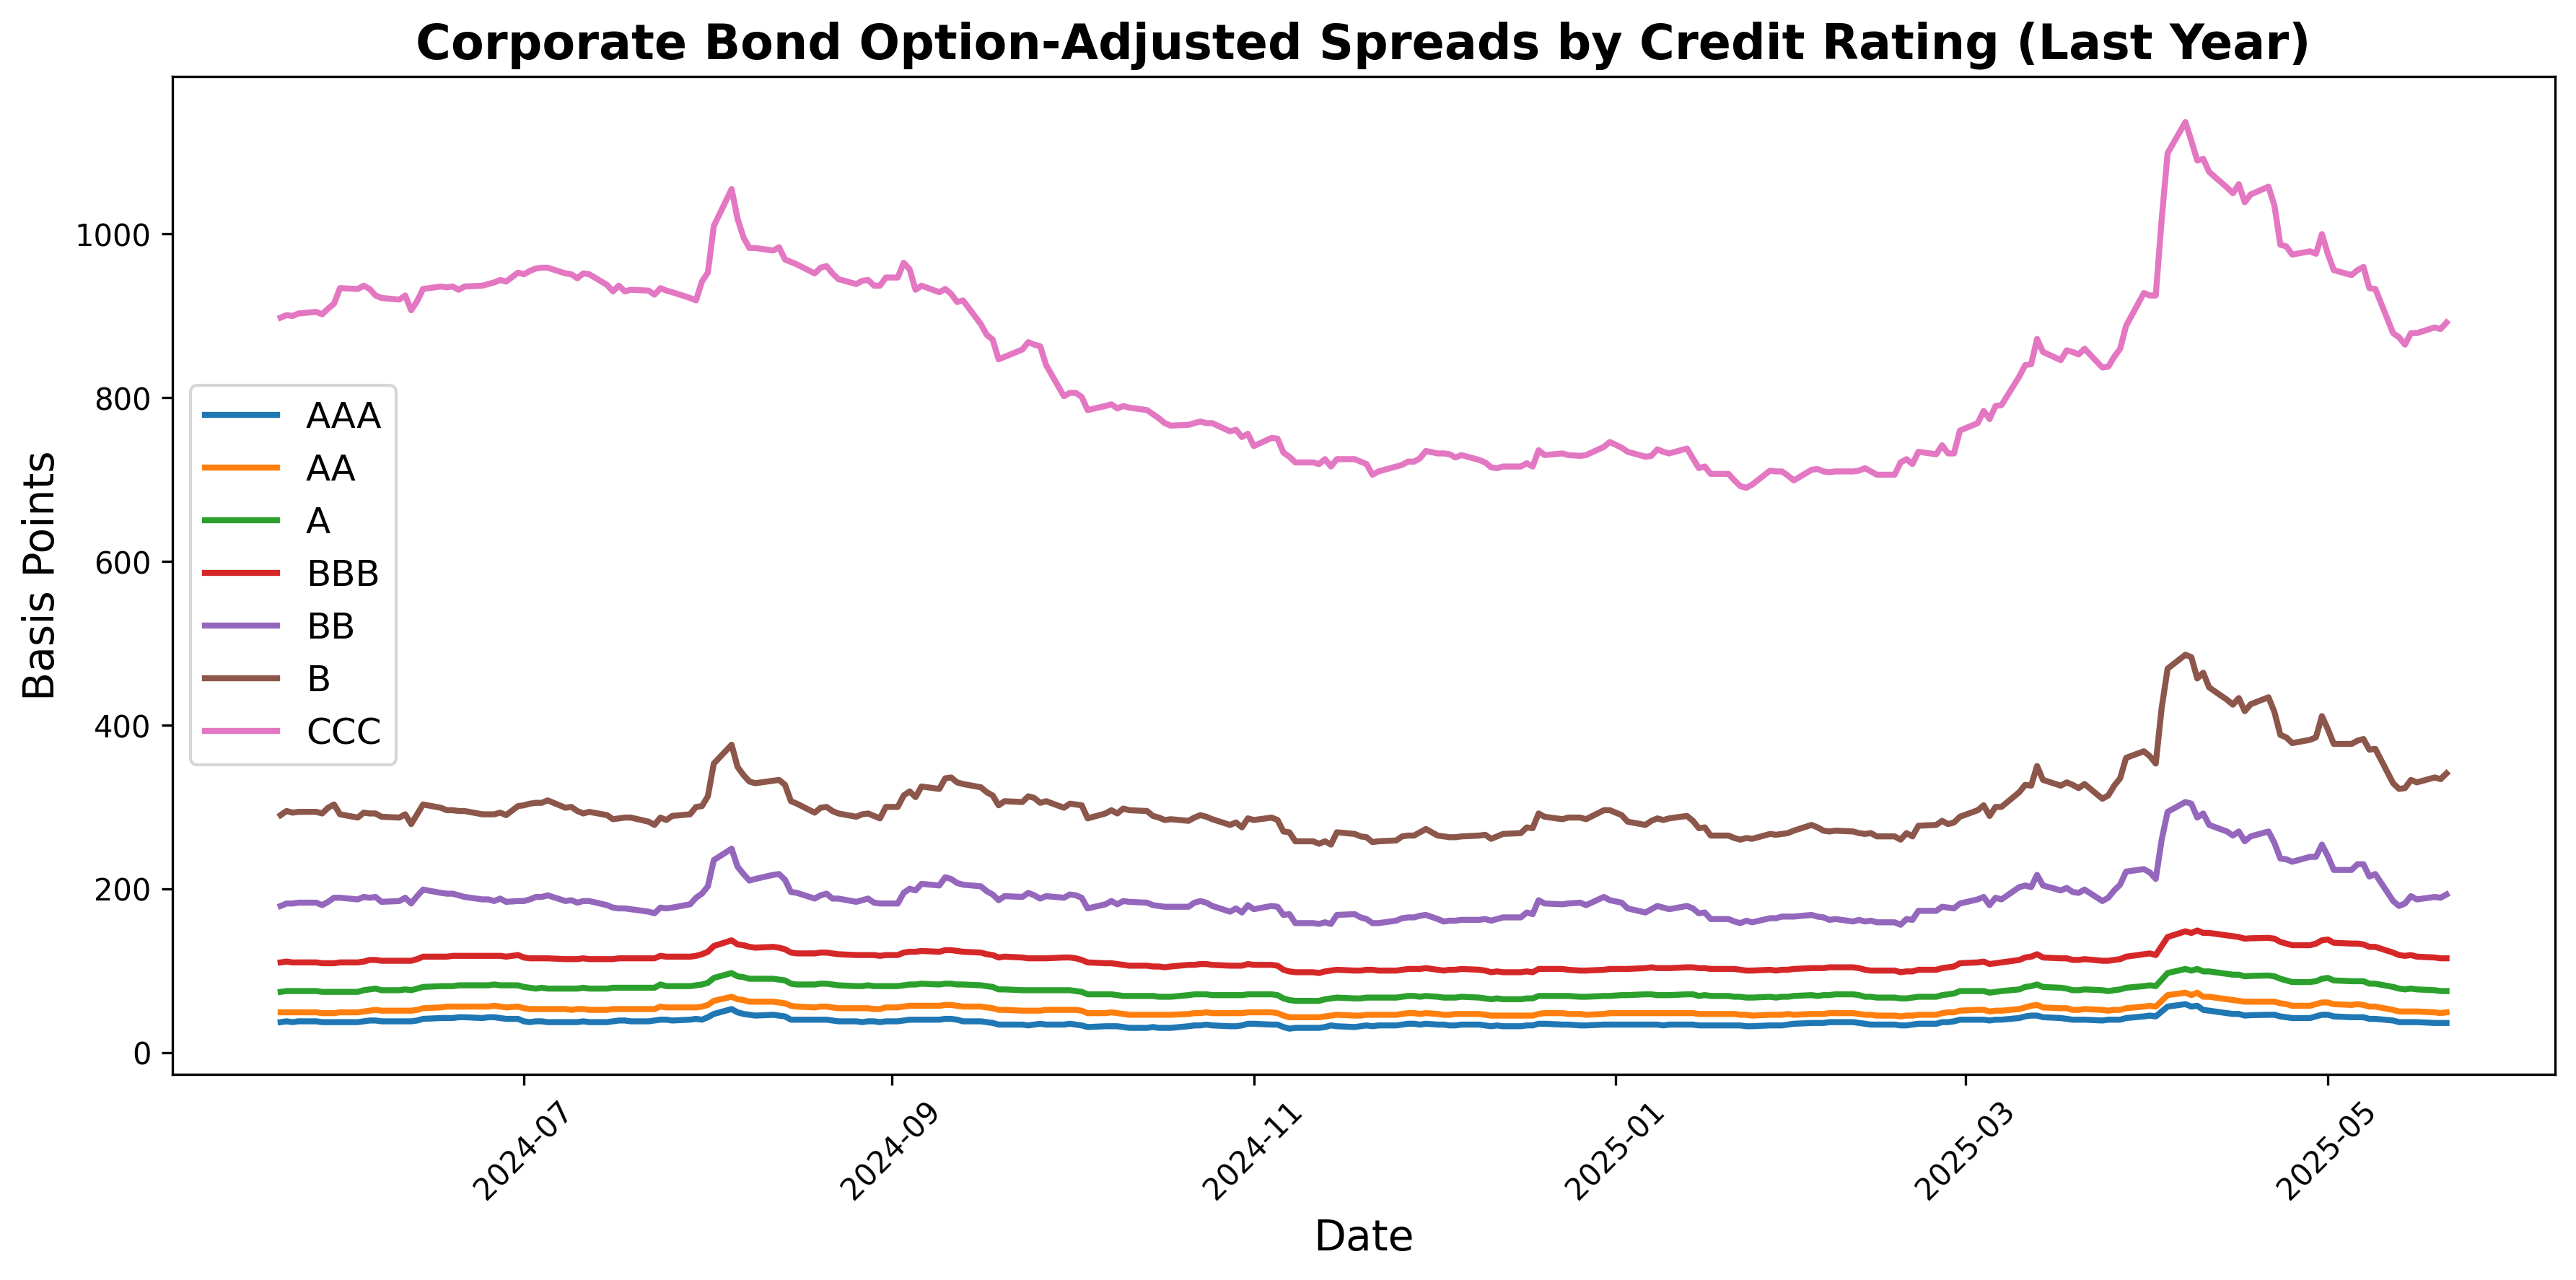 Corporate Bond Option-Adjusted Spreads by Credit Rating (Last Year)
Basis Points
1000
800
600
400
200
0
AAA
AA
A
BBB
BB
B
CCC
2024-07
2024-09
2024-11
2025-01
2025-03
2025-05
Date